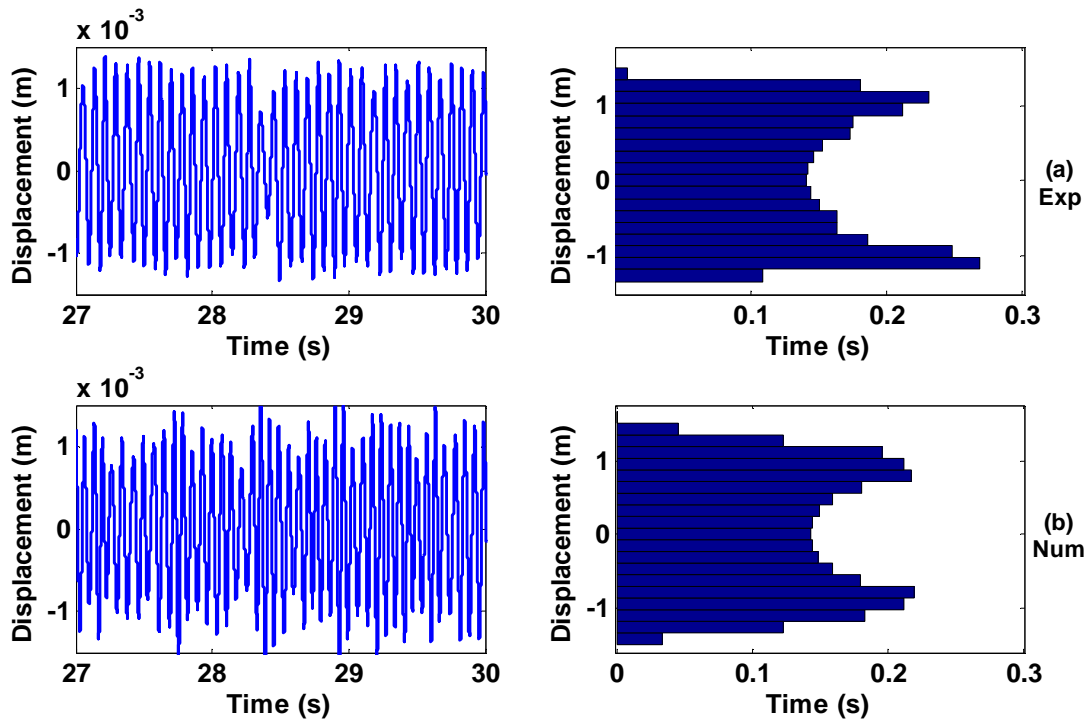 x 10-3
Displacement (m)
1
0
-1
27 28 29 30
Time (s)
Displacement (m)
1
0
-1
0.1 0.2 0.3
Time (s)
(a)
Exp
x 10-3
Displacement (m)
1
0
-1
27 28 29 30
Time (s)
Displacement (m)
1
0
-1
0 0.1 0.2 0.3
Time (s)
(b)
Num